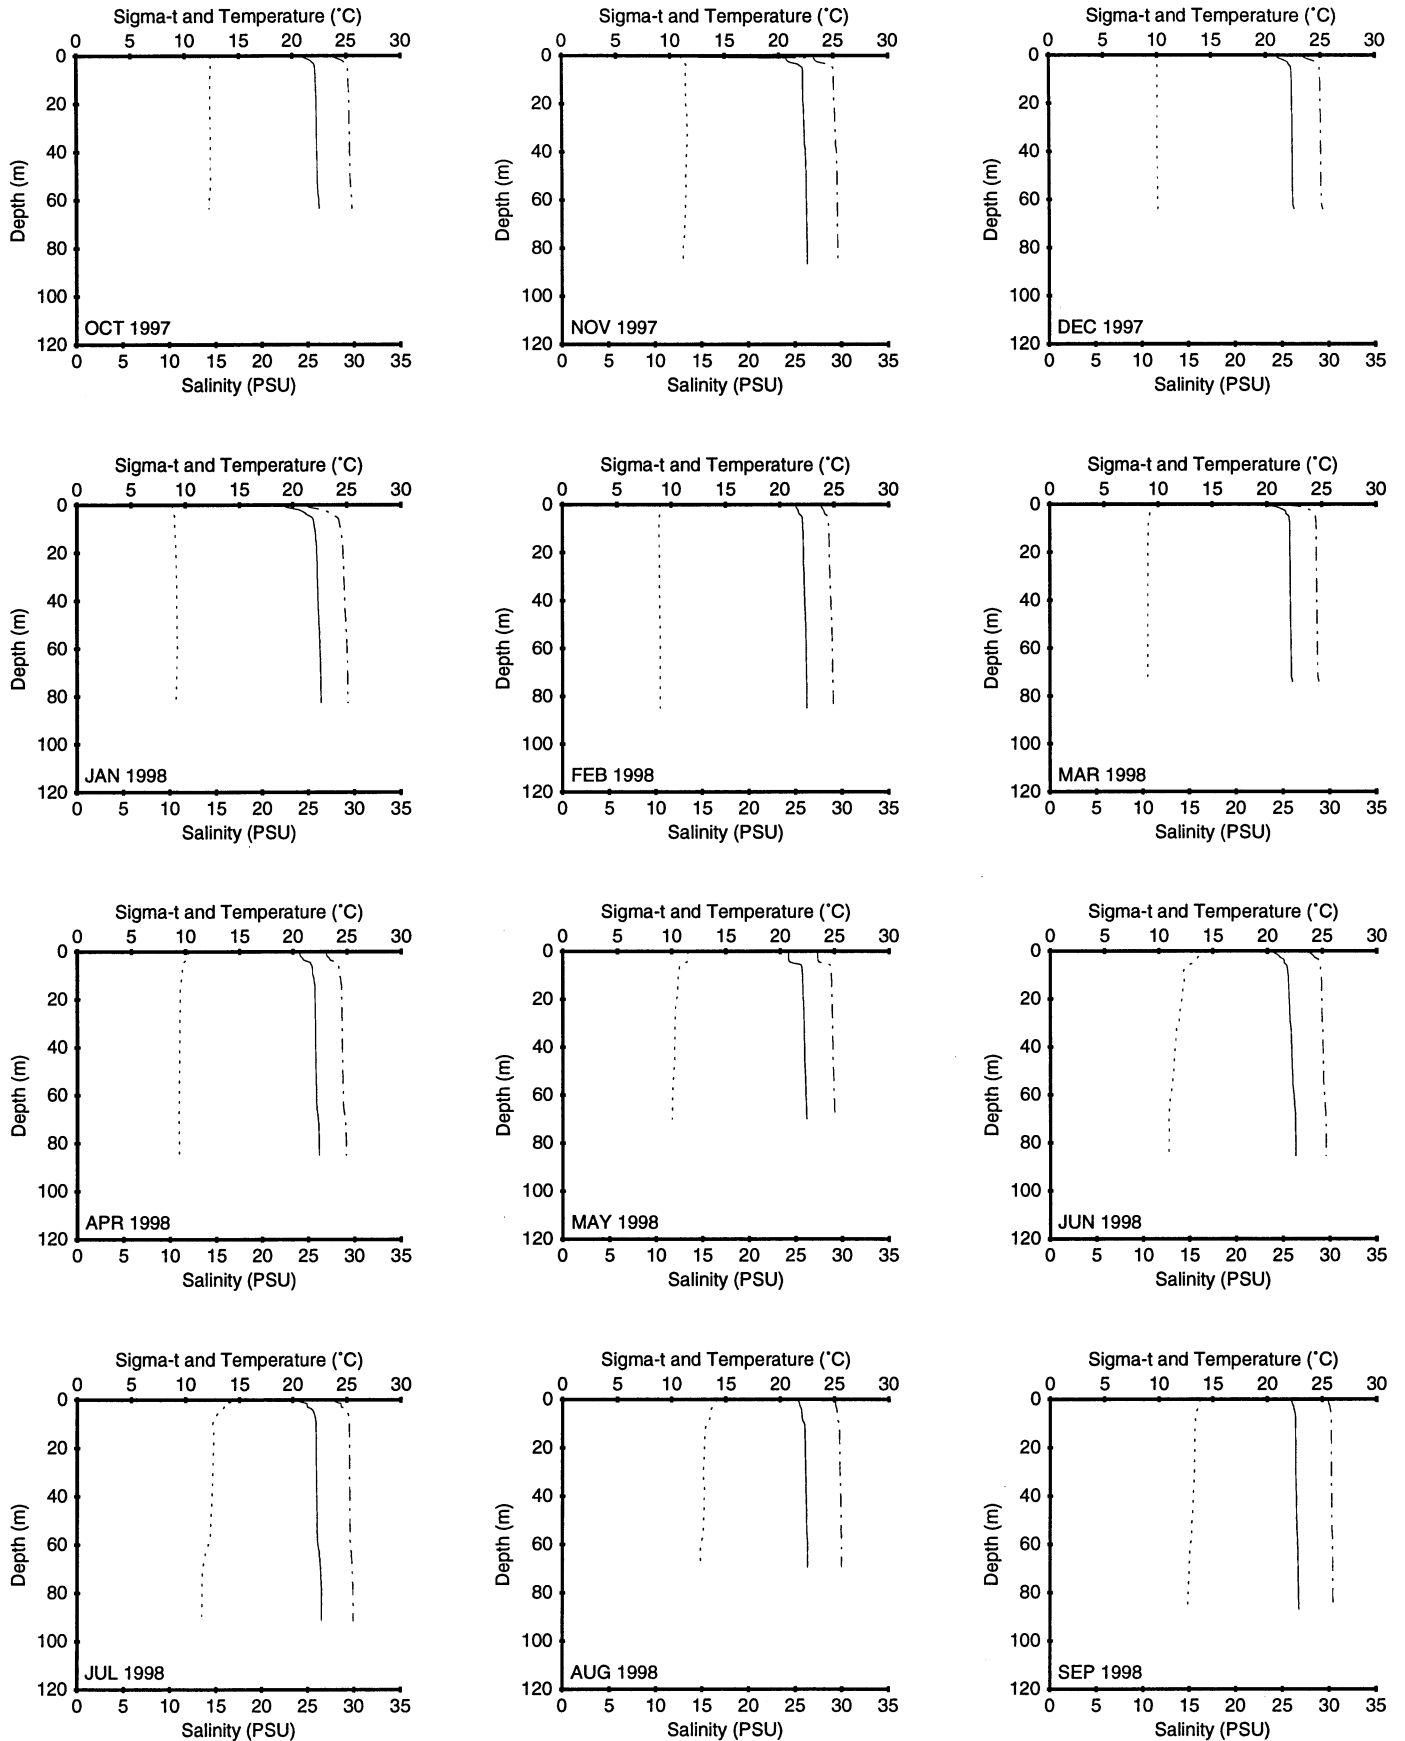 Sigma-t and Temperature (˚C) Sigma-t and Temperature (˚C) Sigma-t and Temperature (˚C)
0 5 10 15 20 25 30 0 5 10 15 20 25 30 0 5 10 15 20 25 30
0 0 0
20 20 20
40 40 40
Depth (m) Depth (m) Depth (m)
60 60 60
80 80 80
100 100 100
OCT 1997 NOV 1997 DEC 1997
120 120 120
0 5 10 15 20 25 30 35 0 5 10 15 20 25 30 35 0 5 10 15 20 25 30 35
Salinity (PSU) Salinity (PSU) Salinity (PSU)
Sigma-t and Temperature (˚C) Sigma-t and Temperature (˚C) Sigma-t and Temperature (˚C)
0 5 10 15 20 25 30 0 5 10 15 20 25 30 0 5 10 15 20 25 30
0 0 0
20 20 20
40 40 40
Depth (m) Depth (m) Depth (m)
60 60 60
80 80 80
100 100 100
JAN 1998 FEB 1998 MAR 1998
120 120 120
0 5 10 15 20 25 30 35 0 5 10 15 20 25 30 35 0 5 10 15 20 25 30 35
Salinity (PSU) Salinity (PSU) Salinity (PSU)
Sigma-t and Temperature (˚C) Sigma-t and Temperature (˚C) Sigma-t and Temperature (˚C)
0 5 10 15 20 25 30 0 5 10 15 20 25 30 0 5 10 15 20 25 30
0 0 0
20 20 20
40 40 40
Depth (m) Depth (m) Depth (m)
60 60 60
80 80 80
100 100 100
APR 1998 MAY 1998 JUN 1998
120 120 120
0 5 10 15 20 25 30 35 0 5 10 15 20 25 30 35 0 5 10 15 20 25 30 35
Salinity (PSU) Salinity (PSU) Salinity (PSU)
Sigma-t and Temperature (˚C) Sigma-t and Temperature (˚C) Sigma-t and Temperature (˚C)
0 5 10 15 20 25 30 0 5 10 15 20 25 30 0 5 10 15 20 25 30
0 0 0
20 20 20
40 40 40
Depth (m) Depth (m) Depth (m)
60 60 60
80 80 80
100 100 100
JUL 1998 AUG 1998 SEP 1998
120 120 120
0 5 10 15 20 25 30 35 0 5 10 15 20 25 30 35 0 5 10 15 20 25 30 35
Salinity (PSU) Salinity (PSU) Salinity (PSU)